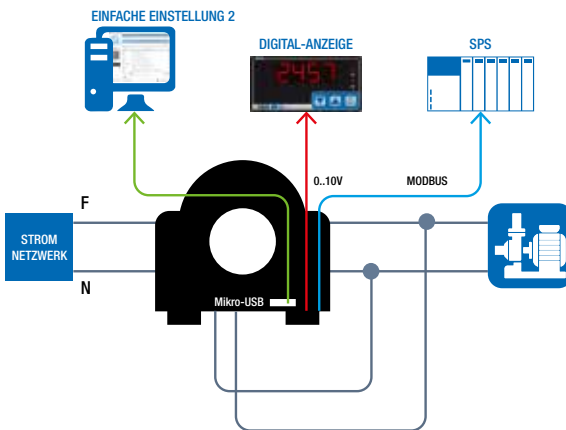 EINFACHE EINSTELLUNG 2
DIGITAL-ANZEIGE
SPS
2457
0..10V
MODBUS
F
STROM
NETZWERK
N
Mikro-USB